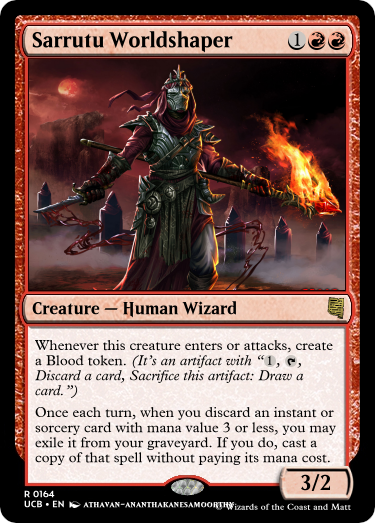 Sarrutu Worldshaper 1
Creature — Human Wizard
Whenever this creature enters or attacks, create
a Blood token. (It's an artifact with “1, ,
Discard a card, Sacrifice this artifact: Draw a
card.”)
Once each turn, when you discard an instant or
sorcery card with mana value 3 or less, you may
exile it from your graveyard. If you do, cast a
copy of that spell without paying its mana cost.
3/2
R 0164
UCB • EN ATHAVAN-ANANTHAKANESAMOORTHY © Wizards of the Coast and Matt